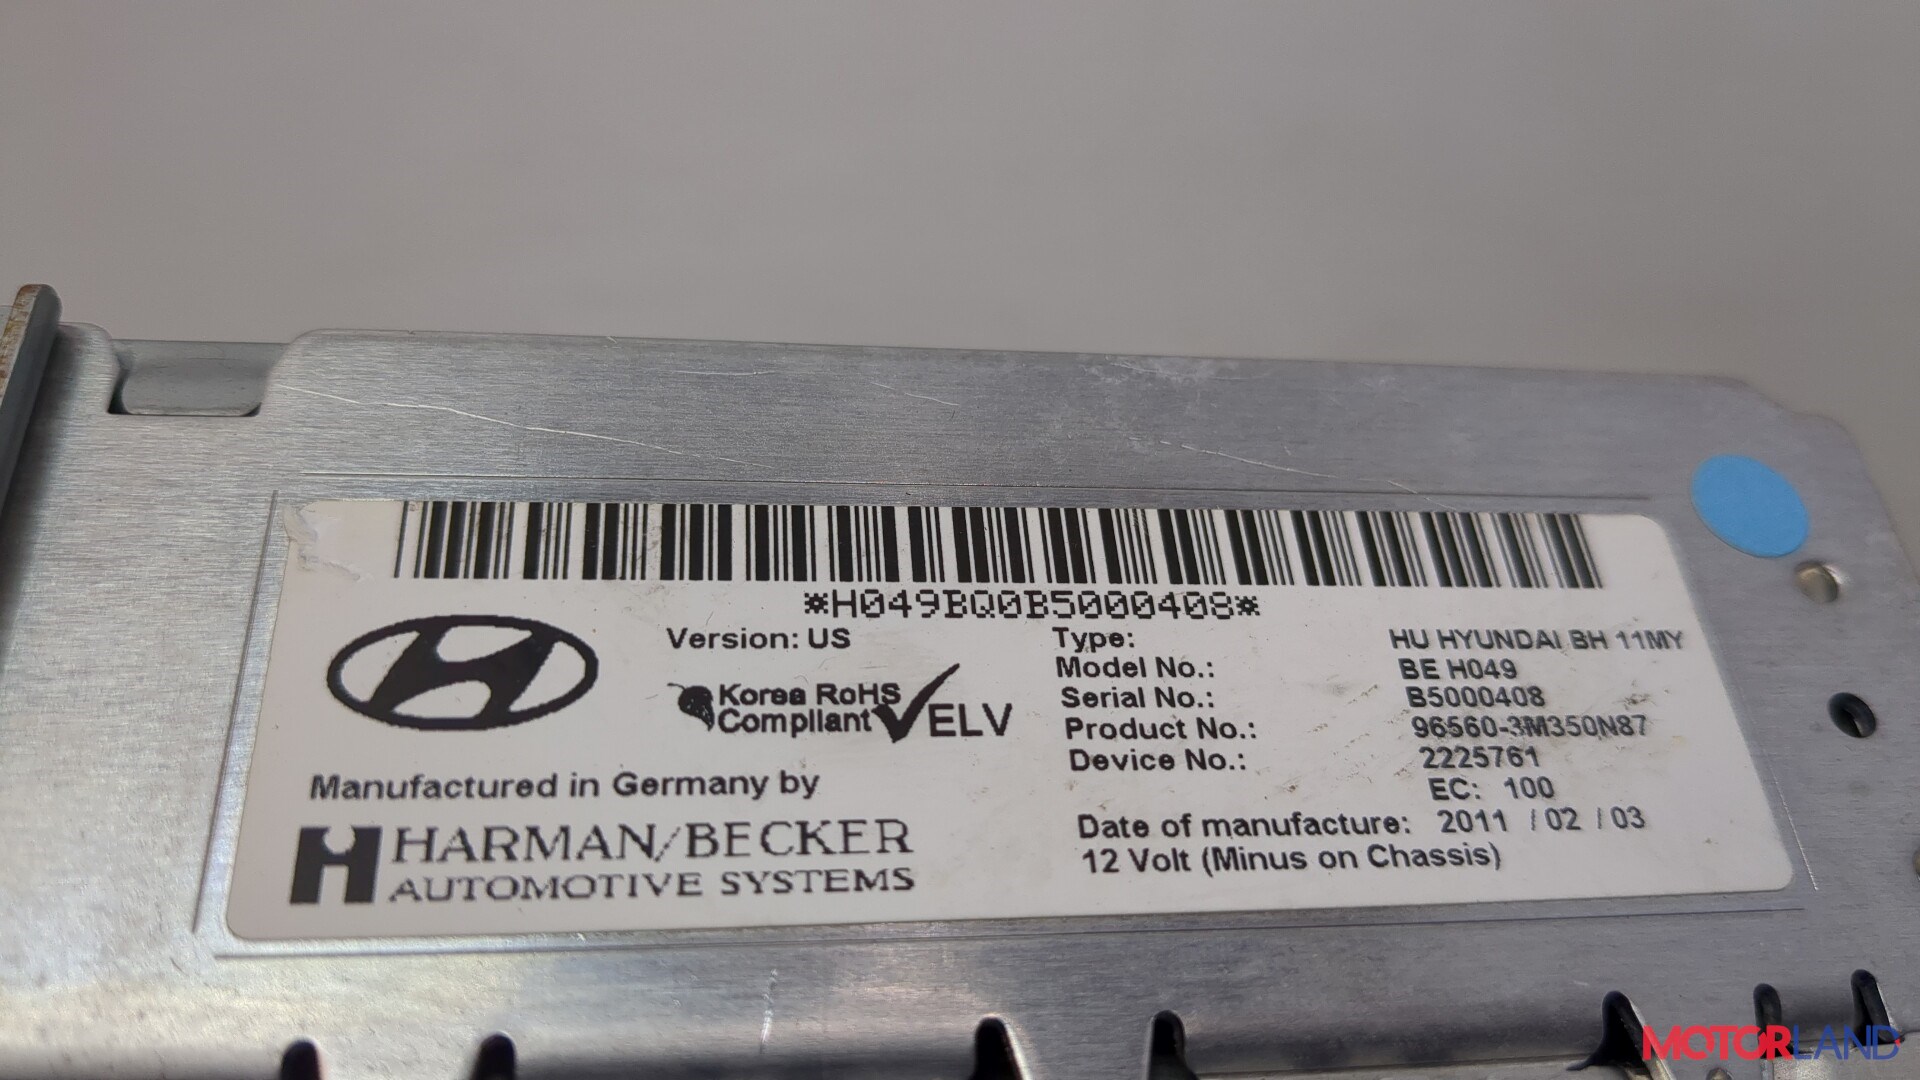 *H049BQ0B5000408*
Version: US
Korea RoHS
Compliant ELV
Manufactured in Germany by
HARMAN/BECKER
AUTOMOTIVE SYSTEMS
Type: HU HYUNDAI BH 11MY
Model No.: BE H049
Serial No.: B5000408
Product No.: 96560-3M350N87
Device No.: 2225761
EC: 100
Date of manufacture: 2011 / 02 / 03
12 Volt (Minus on Chassis)
MOTORLAND